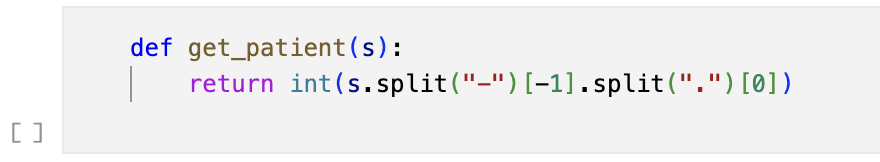 def get_patient(s):
return int(s.split("-")[-1].split(".")[0])
[ ]